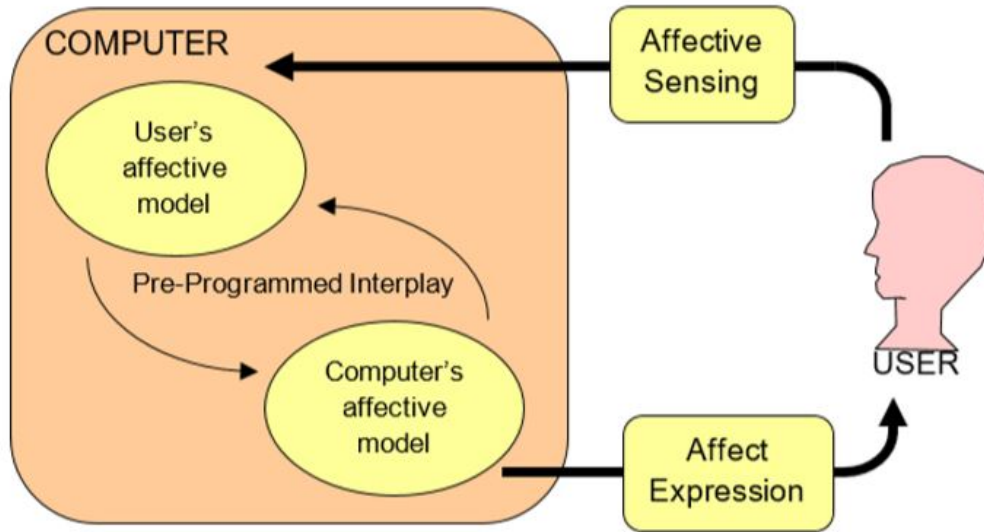 COMPUTER
Affective
Sensing
User's
affective
model
Pre-Programmed Interplay
Computer's
affective
model
USER
Affect
Expression